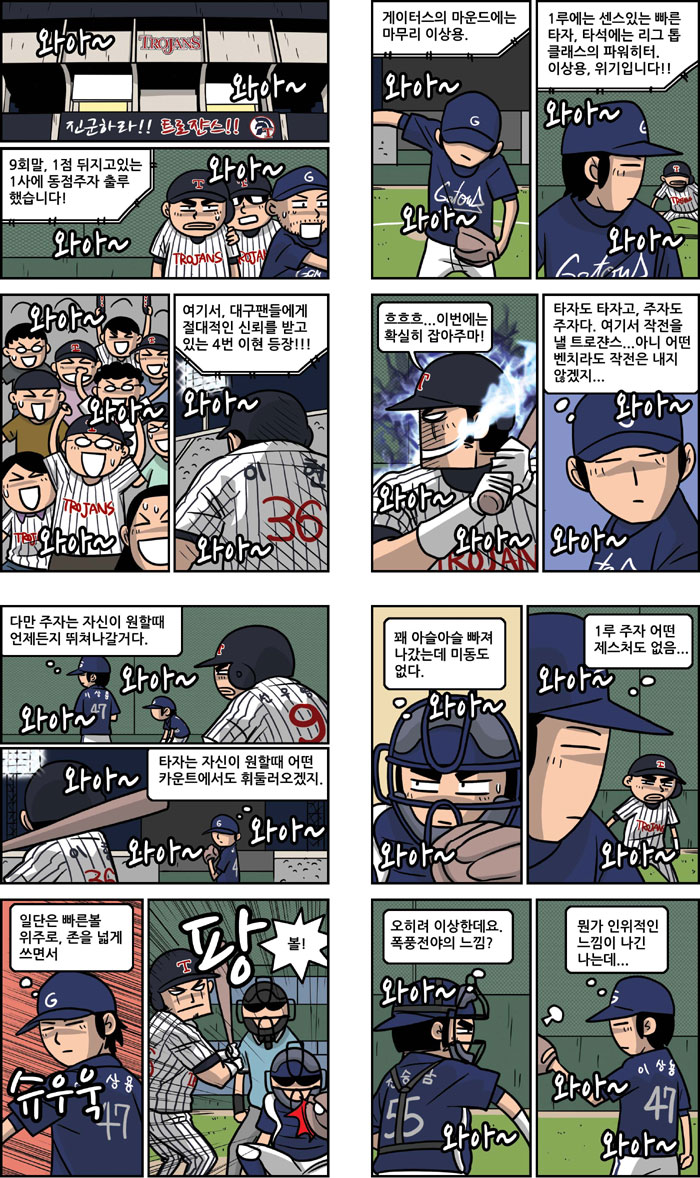 와아~
TROJANS
와아~
진군하라!! 트로쟌스!!
9회말, 1점 뒤지고있는
1사에 동점주자 출루
했습니다!
와아~
와아~
T
G
TROJANS
게이터스의 마운드에는
마무리 이상용.
와아~
G
Gators
와아~
1루에는 센스있는 빠른
타자, 타석에는 리그 톱
클래스의 파워히터.
이상용, 위기입니다!!
와아~
G
와아~
Gators
와아~
와아~
T
TROJANS
와아~
여기서, 대구팬들에게
절대적인 신뢰를 받고
있는 4번 이현 등장!!!
와아~
이 현
36
와아~
흐흐흐...이번에는
확실히 잡아주마!
T
와아~
와아~
TROJANS
타자도 타자고, 주자도
주자다. 여기서 작전을
낼 트로쟌스...아니 어떤
벤치라도 작전은 내지
않겠지...
와아~
와아~
다만 주자는 자신이 원할때
언제든지 뛰쳐나갈거다.
와아~
와아~
이상용
47
9
타자는 자신이 원할때 어떤
카운트에서도 휘둘러오겠지.
와아~
와아~
와아~
G
36
4
꽤 아슬아슬 빠져
나갔는데 미동도
없다.
와아~
와아~
1루 주자 어떤
제스처도 없음...
와아~
T
TROJANS
와아~
일단은 빠른볼
위주로, 존을 넓게
쓰면서
G
슈우욱
상용
47
팡
볼!
T
오히려 이상한데요.
폭풍전야의 느낌?
와아~
55
와아~
뭔가 인위적인
느낌이 나긴
나는데...
G
이상용
47
와아~
와아~